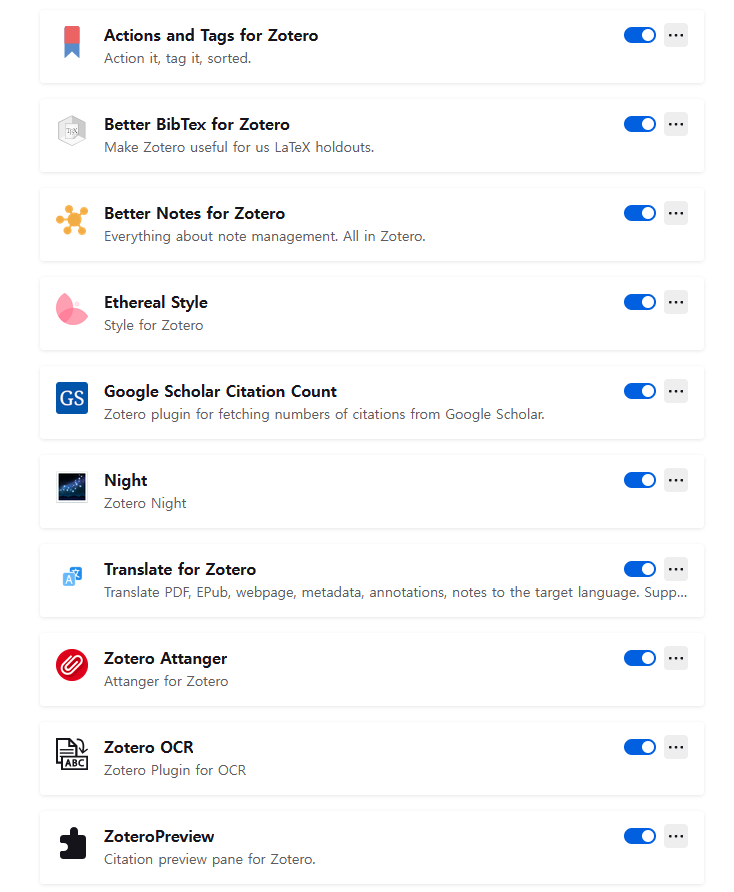 Actions and Tags for Zotero
Action it, tag it, sorted.
Better BibTex for Zotero
Make Zotero useful for us LaTeX holdouts.
Better Notes for Zotero
Everything about note management. All in Zotero.
Ethereal Style
Style for Zotero
GS
Google Scholar Citation Count
Zotero plugin for fetching numbers of citations from Google Scholar.
Night
Zotero Night
A
Translate for Zotero
Translate PDF, EPub, webpage, metadata, annotations, notes to the target language. Supp...
Zotero Attanger
Attanger for Zotero
ABC
Zotero OCR
Zotero Plugin for OCR
ZoteroPreview
Citation preview pane for Zotero.